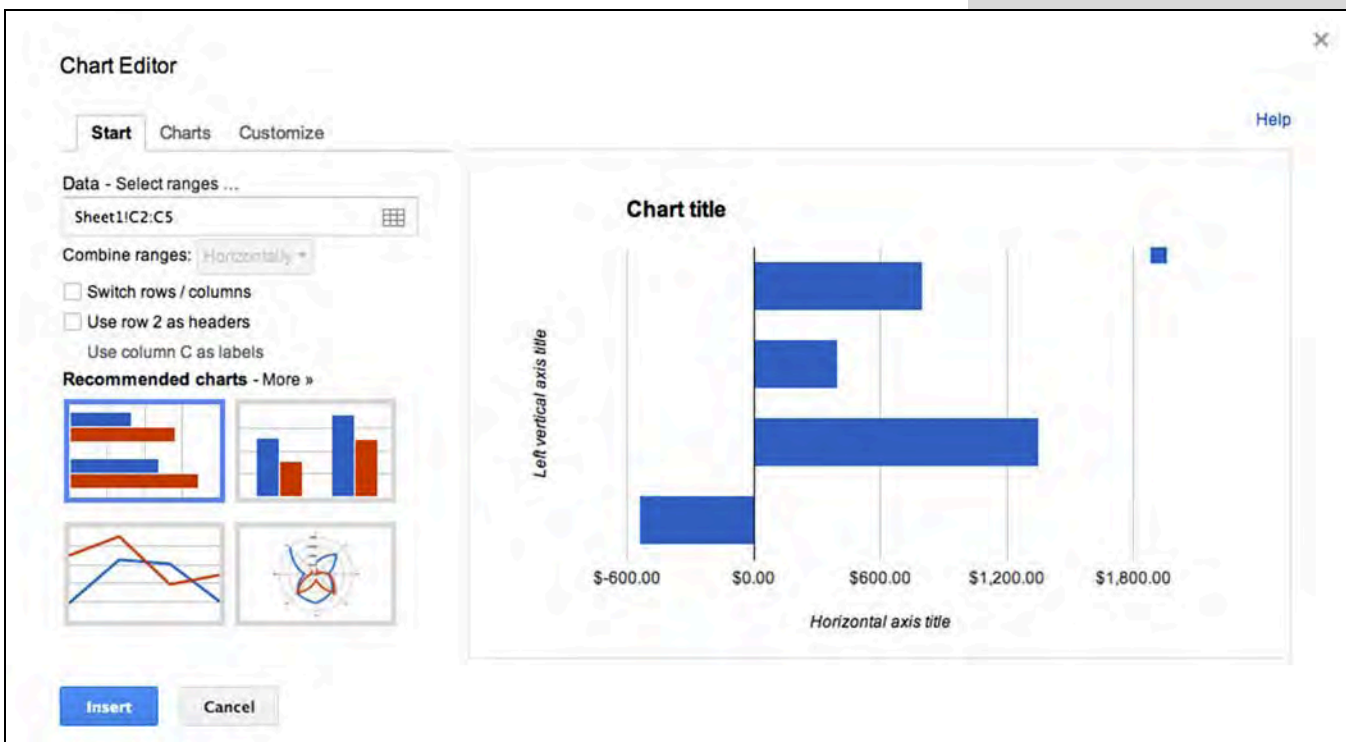 Chart Editor
Help
Start Charts Customize
Data - Select ranges ...
Sheet1!C2:C5
Combine ranges: Horizontally
Switch rows / columns
Use row 2 as headers
Use column C as labels
Recommended charts - More »
Chart title
Left vertical axis title
$-600.00 $0.00 $600.00 $1,200.00 $1,800.00
Horizontal axis title
Insert Cancel